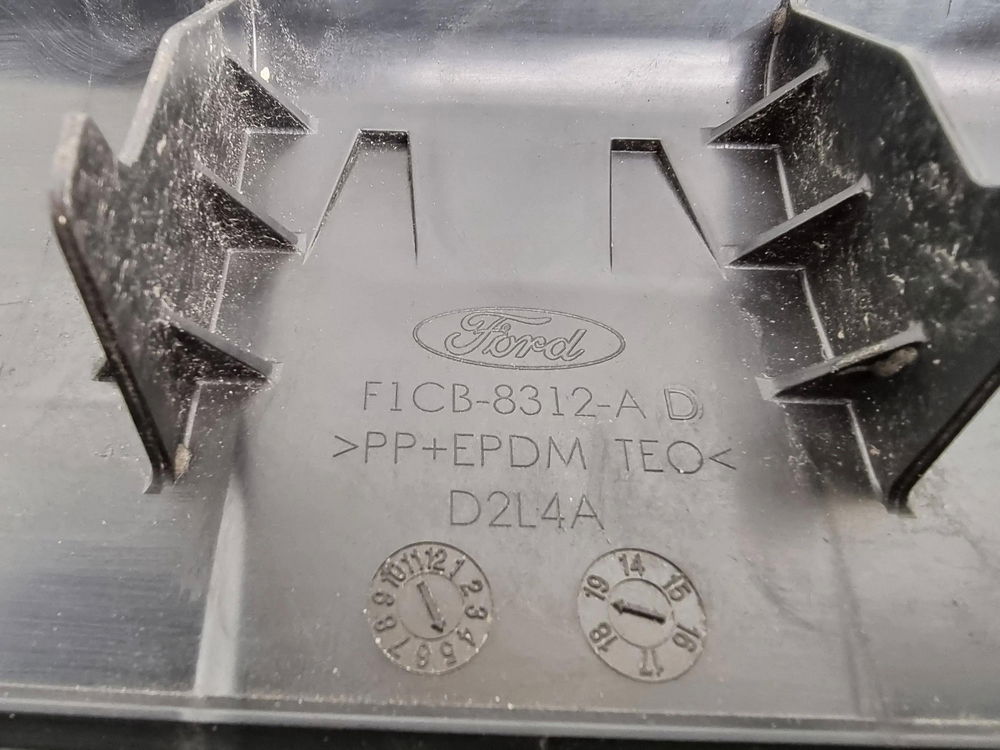 Ford
F1CB-8312-A D
>PP+EPDM TEO<
D2L4A
1 2 3 4 5 6 7 8 9 10 11 12
14 15 16 17 18 19